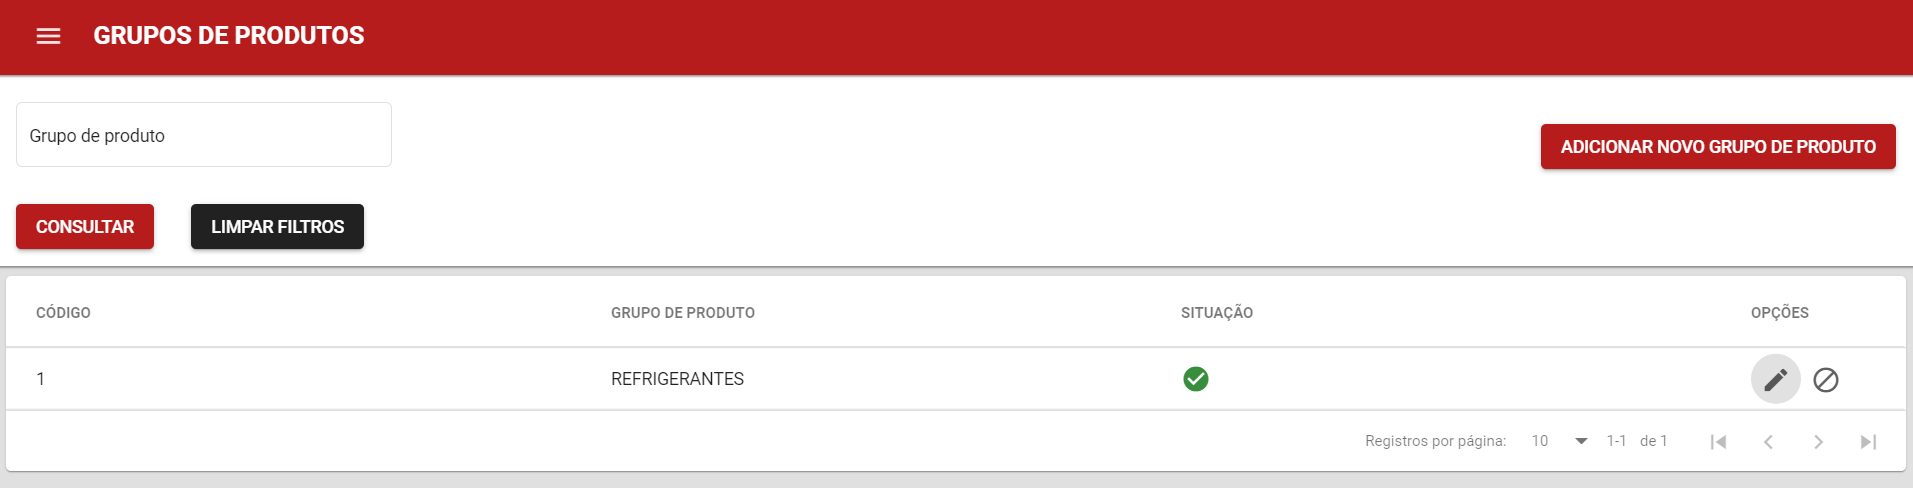 GRUPOS DE PRODUTOS
Grupo de produto
ADICIONAR NOVO GRUPO DE PRODUTO
CONSULTAR LIMPAR FILTROS
CÓDIGO GRUPO DE PRODUTO SITUAÇÃO OPÇÕES
1 REFRIGERANTES
Registros por página: 10 1-1 de 1